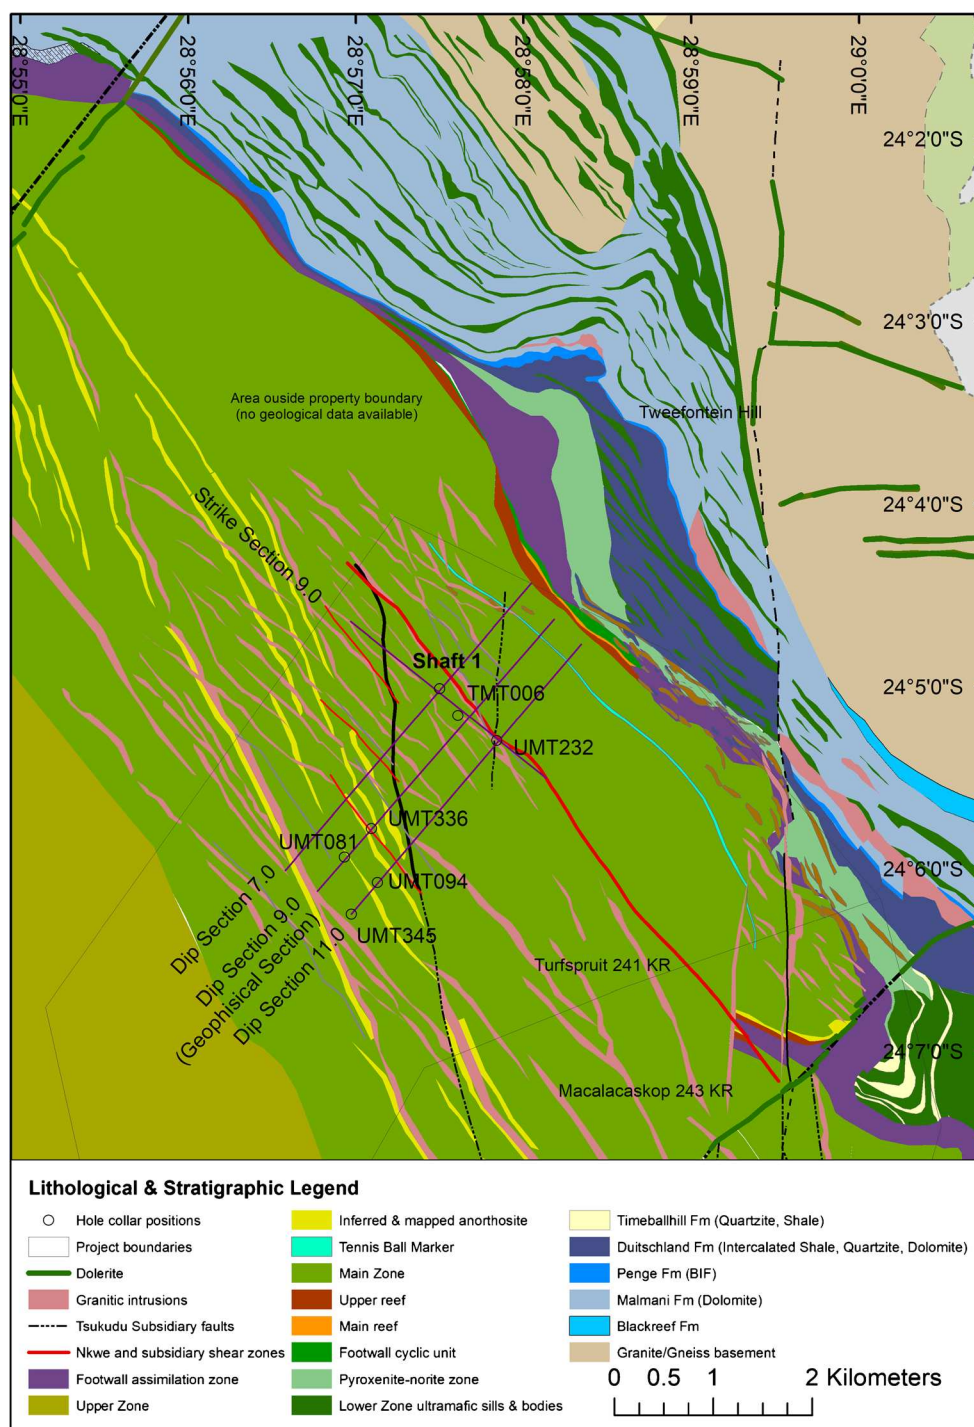 28°55'0"E
28°56'0"E
28°57'0"E
28°58'0"E
28°59'0"E
29°0'0"E
24°2'0"S
24°3'0"S
Area ouside property boundary
(no geological data available)
Tweefontein Hill
24°4'0"S
Strike Section 9.0
Shaft 1
24°5'0"S
TMT006
UMT232
UMT336
UMT081
24°6'0"S
UMT094
Dip Section 7.0
UMT345
Dip Section 9.0
(Geophisical Section)
Dip Section 11.0
Turfspruit 241 KR
24°7'0"S
Macalacaskop 243 KR
Lithological & Stratigraphic Legend
Hole collar positions
Project boundaries
Dolerite
Granitic intrusions
Tsukudu Subsidiary faults
Nkwe and subsidiary shear zones
Footwall assimilation zone
Upper Zone
Inferred & mapped anorthosite
Tennis Ball Marker
Main Zone
Upper reef
Main reef
Footwall cyclic unit
Pyroxenite-norite zone
Lower Zone ultramafic sills & bodies
Timeballhill Fm (Quartzite, Shale)
Duitschland Fm (Intercalated Shale, Quartzite, Dolomite)
Penge Fm (BIF)
Malmani Fm (Dolomite)
Blackreef Fm
Granite/Gneiss basement
0 0.5 1 2 Kilometers